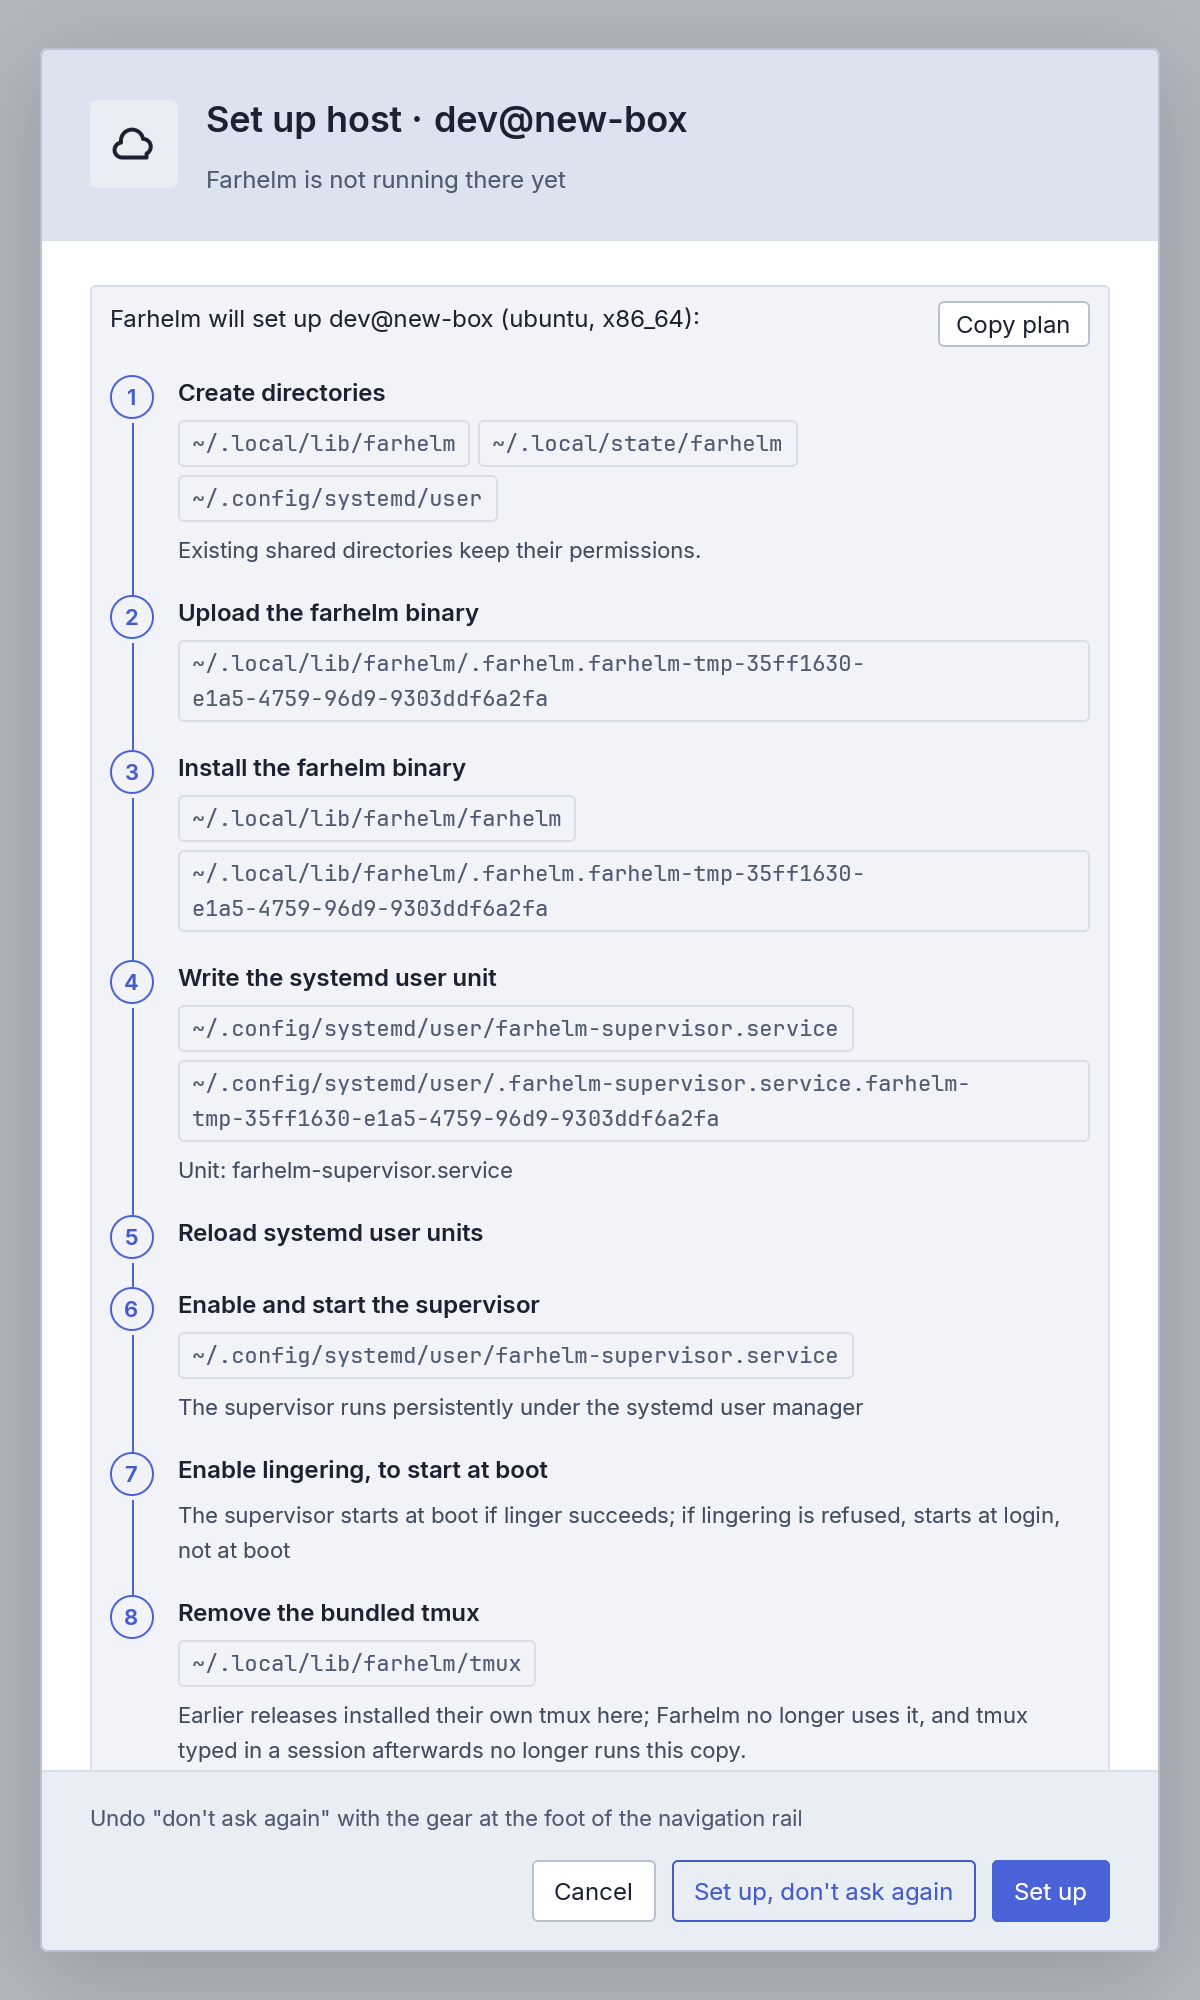 Set up host · dev@new-box
Farhelm is not running there yet
Farhelm will set up dev@new-box (ubuntu, x86_64):
Copy plan
1 Create directories
~/.local/lib/farhelm ~/.local/state/farhelm
~/.config/systemd/user
Existing shared directories keep their permissions.
2 Upload the farhelm binary
~/.local/lib/farhelm/.farhelm.farhelm-tmp-35ff1630-
e1a5-4759-96d9-9303ddf6a2fa
3 Install the farhelm binary
~/.local/lib/farhelm/farhelm
~/.local/lib/farhelm/.farhelm.farhelm-tmp-35ff1630-
e1a5-4759-96d9-9303ddf6a2fa
4 Write the systemd user unit
~/.config/systemd/user/farhelm-supervisor.service
~/.config/systemd/user/.farhelm-supervisor.service.farhelm-
tmp-35ff1630-e1a5-4759-96d9-9303ddf6a2fa
Unit: farhelm-supervisor.service
5 Reload systemd user units
6 Enable and start the supervisor
~/.config/systemd/user/farhelm-supervisor.service
The supervisor runs persistently under the systemd user manager
7 Enable lingering, to start at boot
The supervisor starts at boot if linger succeeds; if lingering is refused, starts at login,
not at boot
8 Remove the bundled tmux
~/.local/lib/farhelm/tmux
Earlier releases installed their own tmux here; Farhelm no longer uses it, and tmux
typed in a session afterwards no longer runs this copy.
Undo "don't ask again" with the gear at the foot of the navigation rail
Cancel
Set up, don't ask again
Set up